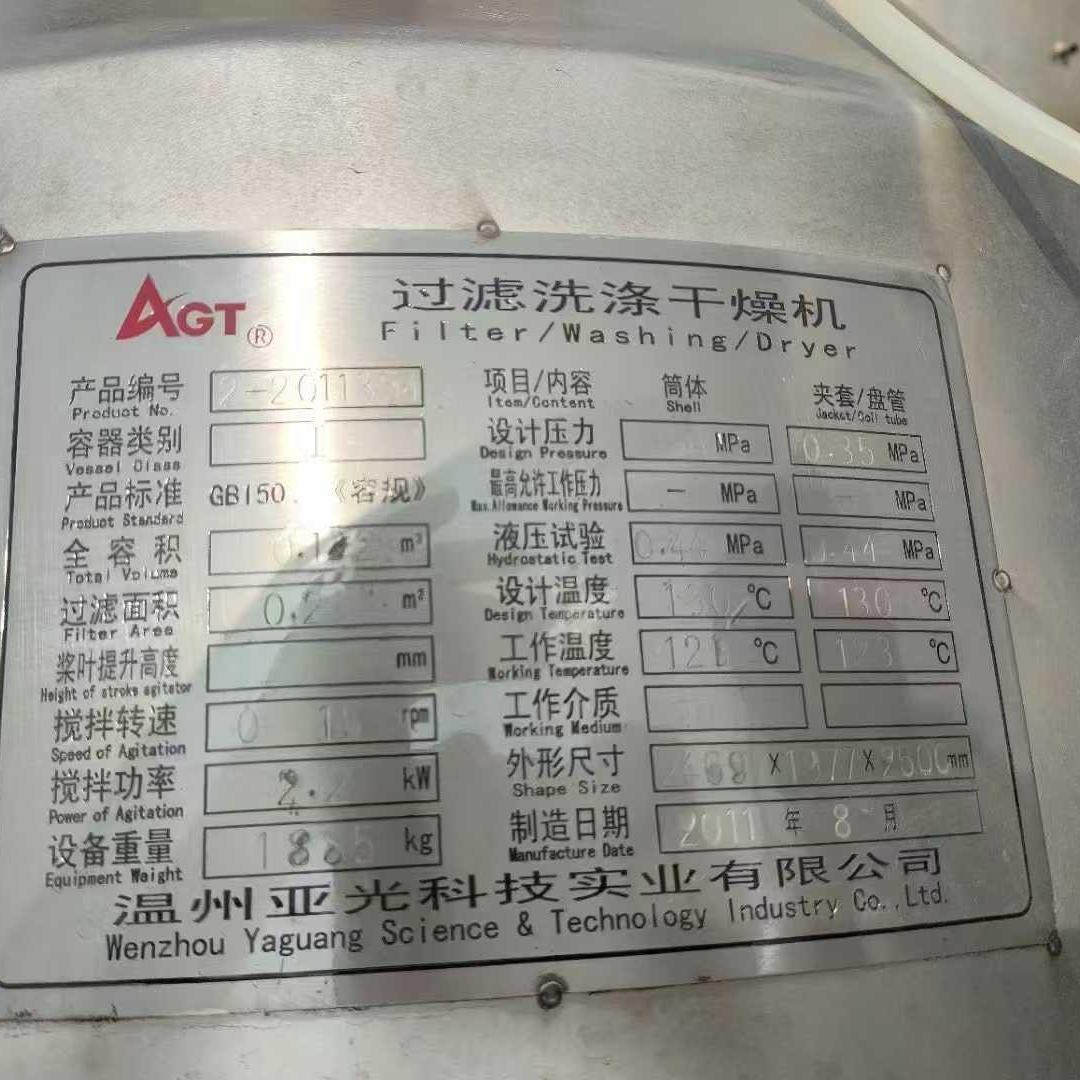 AGT®
过滤洗涤干燥机
Filter/Washing/Dryer
产品编号
Product No.
容器类别 1
Vessel Class
产品标准 GB150. 《容规》
Product Standard
全容积 m³
Total Volume
过滤面积 0.2 m²
Filter Area
桨叶提升高度 mm
Height of stroke agitator
搅拌转速 rpm
Speed of Agitation
搅拌功率 kW
Power of Agitation
设备重量 kg
Equipment Weight
项目/内容 筒体 夹套/盘管
Item/Content Shell Jacket/Coil tube
设计压力 MPa 0.35 MPa
Design Pressure
最高允许工作压力 — MPa — MPa
Max.Allowance Working Pressure
液压试验 0.44 MPa 0.44 MPa
Hydrostatic Test
设计温度 130 ℃ 130 ℃
Design Temperature
工作温度 ℃ ℃
Working Temperature
工作介质
Working Medium
外形尺寸 X1977X mm
Shape Size
制造日期 2011 年 8 月
Manufacture Date
温州亚光科技实业有限公司
Wenzhou Yaguang Science & Technology Industry Co.,Ltd.